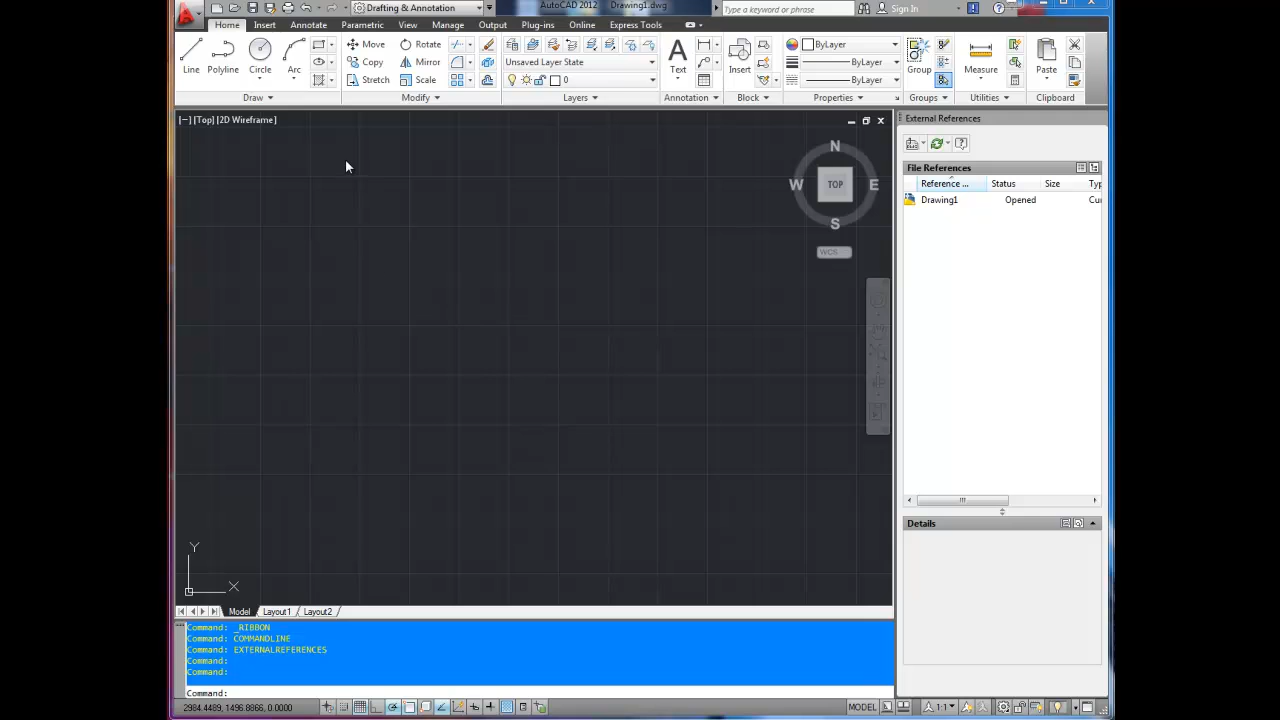 AutoCAD 2012 Drawing1.dwg
Drafting & Annotation
Type a keyword or phrase
Sign In
Home Insert Annotate Parametric View Manage Output Plug-ins Online Express Tools
Line Polyline Circle Arc
Move Rotate
Copy Mirror
Stretch Scale
Unsaved Layer State
0
Text
Insert
ByLayer
ByLayer
ByLayer
Group
Measure
Paste
Draw Modify Layers Annotation Block Properties Groups Utilities Clipboard
[−] [Top] [2D Wireframe]
N
W TOP E
S
WCS
External References
File References
Reference ... Status Size Typ
Drawing1 Opened Cur
Details
Y
X
Model Layout1 Layout2
Command: _RIBBON
Command: COMMANDLINE
Command: EXTERNALREFERENCES
Command:
Command:
Command:
2984.4489, 1496.8866, 0.0000
MODEL
1:1